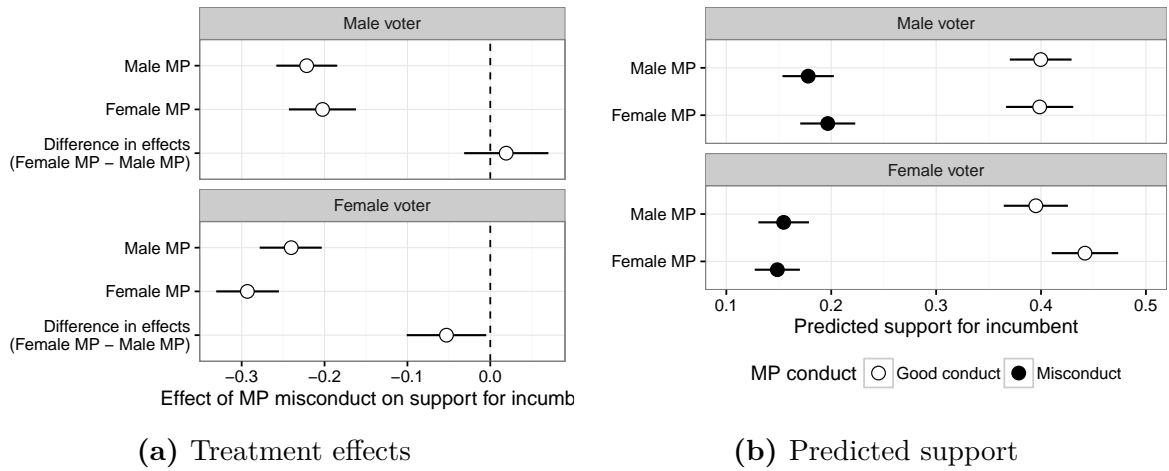 Male voter
Male MP
Female MP
Difference in effects
(Female MP − Male MP)
Female voter
Male MP
Female MP
Difference in effects
(Female MP − Male MP)
−0.3 −0.2 −0.1 0.0
Effect of MP misconduct on support for incumb
(a) Treatment effects
Male voter
Male MP
Female MP
Female voter
Male MP
Female MP
0.1 0.2 0.3 0.4 0.5
Predicted support for incumbent
MP conduct Good conduct Misconduct
(b) Predicted support